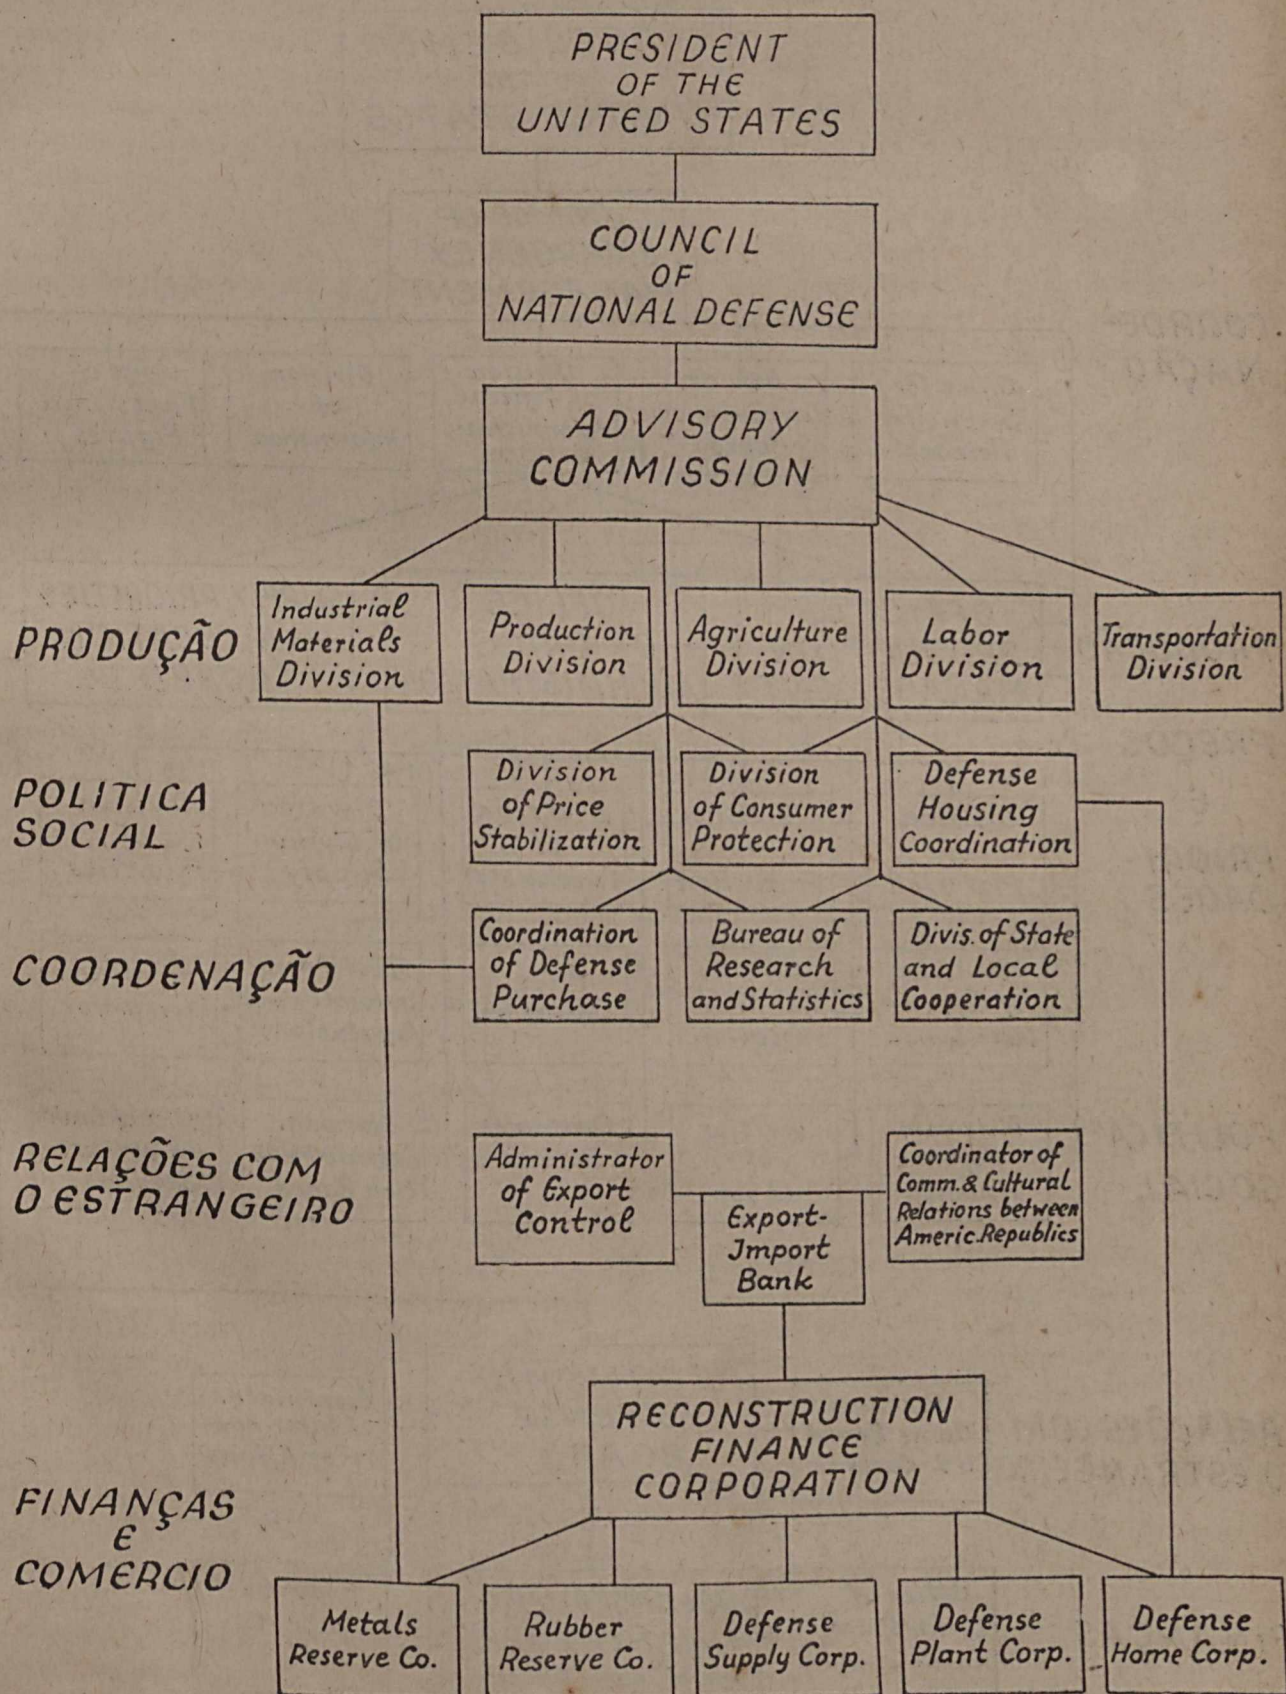 PRESIDENT
OF THE
UNITED STATES
COUNCIL
OF
NATIONAL DEFENSE
ADVISORY
COMMISSION
PRODUÇÃO
Industrial
Materials
Division
Production
Division
Agriculture
Division
Labor
Division
Transportation
Division
POLITICA
SOCIAL
Division
of Price
Stabilization
Division
of Consumer
Protection
Defense
Housing
Coordination
COORDENAÇÃO
Coordination
of Defense
Purchase
Bureau of
Research
and Statistics
Divis. of State
and Local
Cooperation
RELAÇÕES COM
O ESTRANGEIRO
Administrator
of Export
Control
Export-
Import
Bank
Coordinator of
Comm. & Cultural
Relations between
Americ. Republics
RECONSTRUCTION
FINANCE
CORPORATION
FINANÇAS
E
COMERCIO
Metals
Reserve Co.
Rubber
Reserve Co.
Defense
Supply Corp.
Defense
Plant Corp.
Defense
Home Corp.